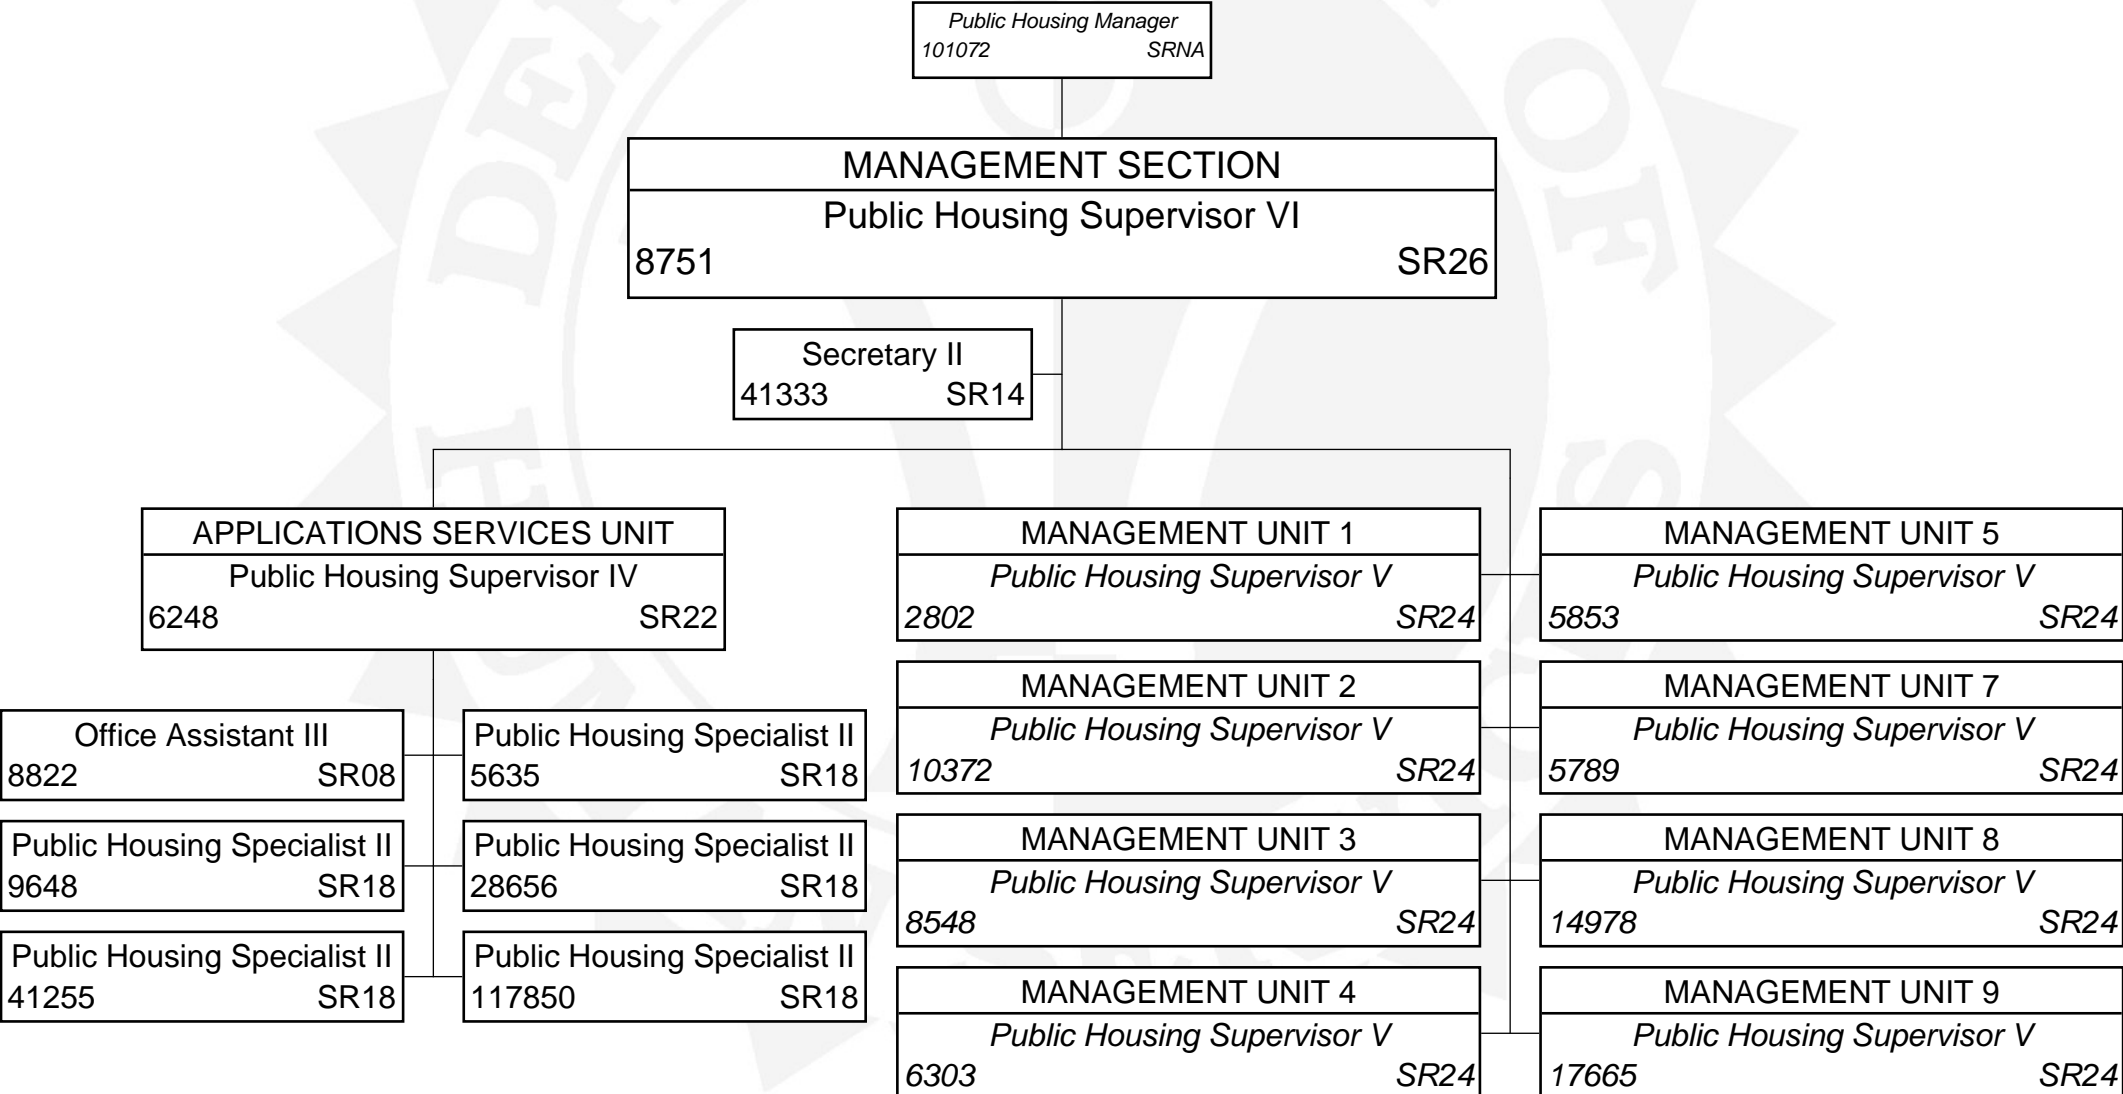 Public Housing Manager
101072 SRNA
MANAGEMENT SECTION
Public Housing Supervisor VI
8751 SR26
Secretary II
41333 SR14
APPLICATIONS SERVICES UNIT
Public Housing Supervisor IV
6248 SR22
Office Assistant III
8822 SR08
Public Housing Specialist II
5635 SR18
Public Housing Specialist II
9648 SR18
Public Housing Specialist II
28656 SR18
Public Housing Specialist II
41255 SR18
Public Housing Specialist II
117850 SR18
MANAGEMENT UNIT 1
Public Housing Supervisor V
2802 SR24
MANAGEMENT UNIT 5
Public Housing Supervisor V
5853 SR24
MANAGEMENT UNIT 2
Public Housing Supervisor V
10372 SR24
MANAGEMENT UNIT 7
Public Housing Supervisor V
5789 SR24
MANAGEMENT UNIT 3
Public Housing Supervisor V
8548 SR24
MANAGEMENT UNIT 8
Public Housing Supervisor V
14978 SR24
MANAGEMENT UNIT 4
Public Housing Supervisor V
6303 SR24
MANAGEMENT UNIT 9
Public Housing Supervisor V
17665 SR24